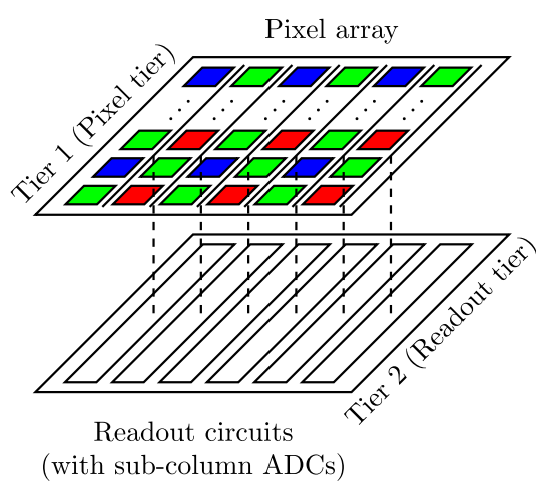 Pixel array
Tier 1 (Pixel tier)
Tier 2 (Readout tier)
Readout circuits
(with sub-column ADCs)